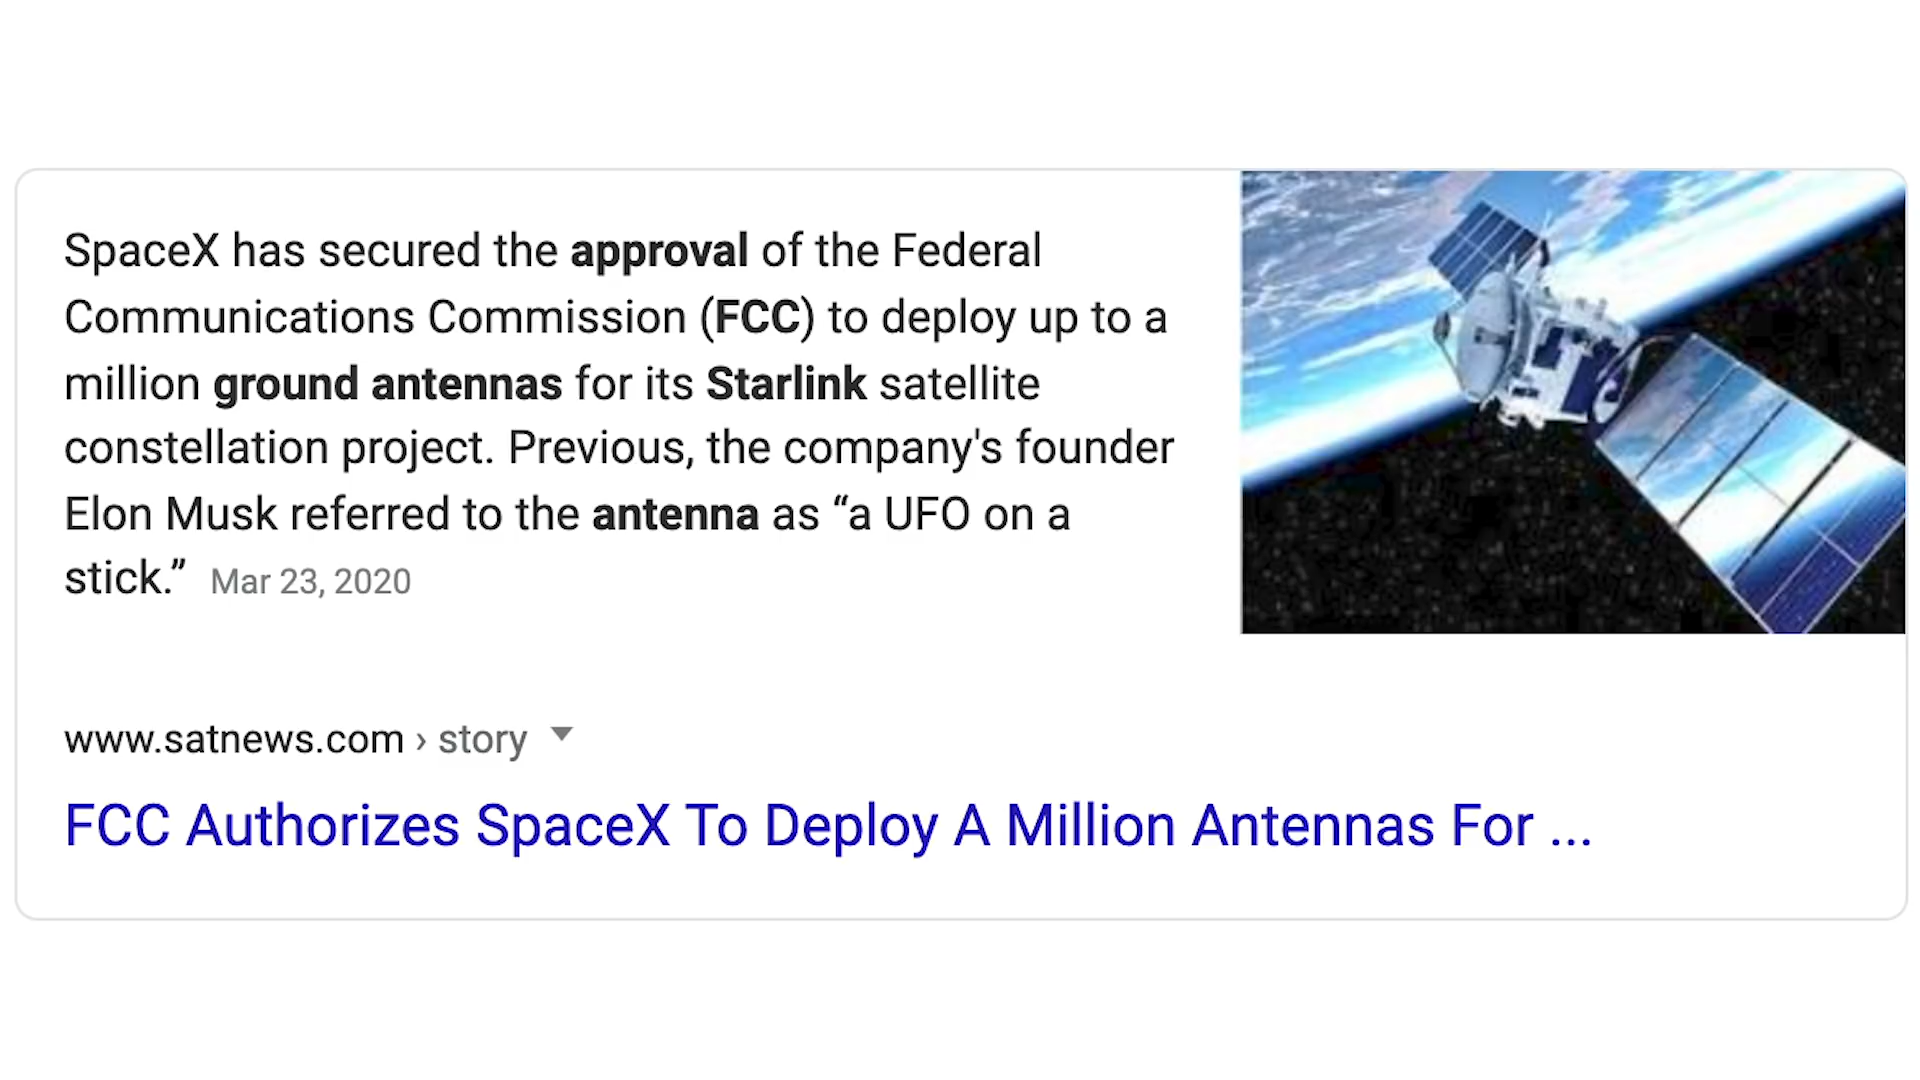 SpaceX has secured the approval of the Federal
Communications Commission (FCC) to deploy up to a
million ground antennas for its Starlink satellite
constellation project. Previous, the company's founder
Elon Musk referred to the antenna as “a UFO on a
stick.” Mar 23, 2020
www.satnews.com › story
FCC Authorizes SpaceX To Deploy A Million Antennas For ...